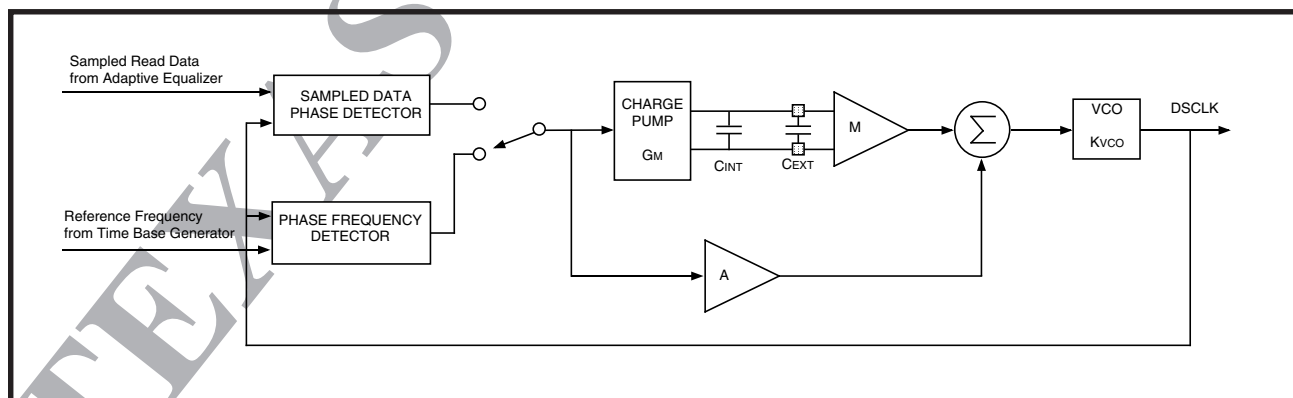 Sampled Read Data
from Adaptive Equalizer
SAMPLED DATA
PHASE DETECTOR
Reference Frequency
from Time Base Generator
PHASE FREQUENCY
DETECTOR
CHARGE
PUMP
GM
CINT
CEXT
M
A
Σ
VCO
KVCO
DSCLK
TEXAS